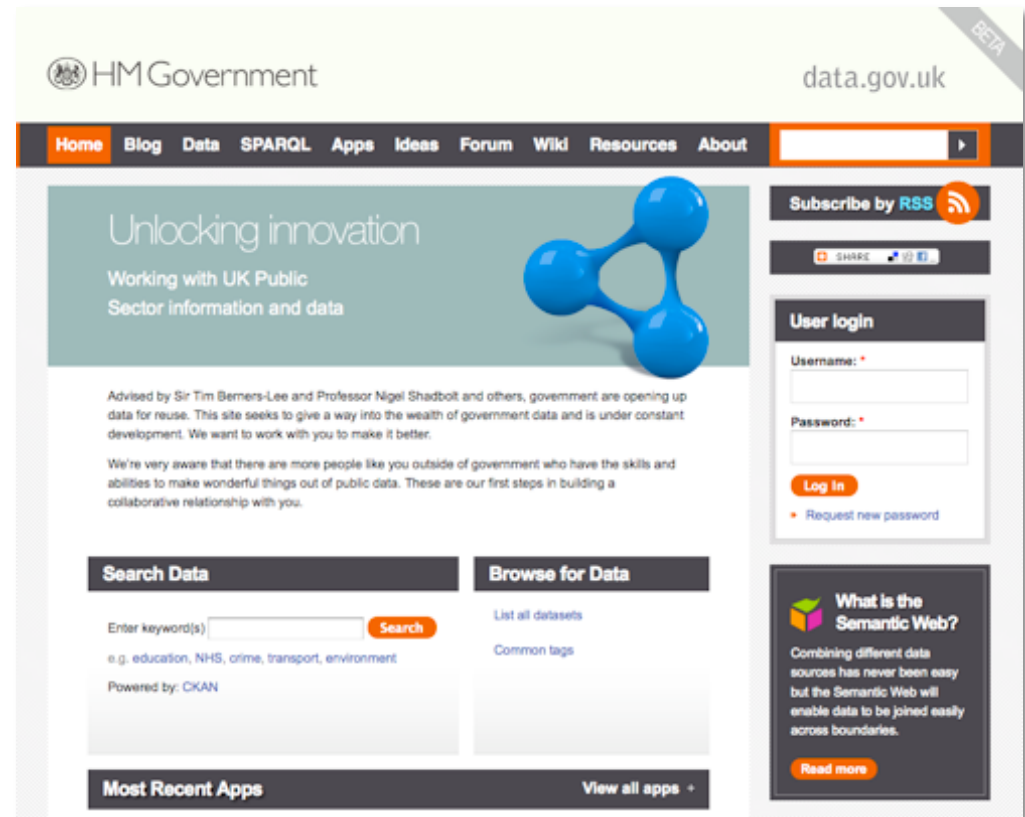 BETA
HM Government
data.gov.uk
Home Blog Data SPARQL Apps Ideas Forum Wiki Resources About
Unlocking innovation
Working with UK Public
Sector information and data
Advised by Sir Tim Berners-Lee and Professor Nigel Shadbolt and others, government are opening up
data for reuse. This site seeks to give a way into the wealth of government data and is under constant
development. We want to work with you to make it better.
We're very aware that there are more people like you outside of government who have the skills and
abilities to make wonderful things out of public data. These are our first steps in building a
collaborative relationship with you.
Search Data
Enter keyword(s)
Search
e.g. education, NHS, crime, transport, environment
Powered by: CKAN
Browse for Data
List all datasets
Common tags
Most Recent Apps
View all apps +
Subscribe by RSS
SHARE
User login
Username: *
Password: *
Log In
Request new password
What is the
Semantic Web?
Combining different data
sources has never been easy
but the Semantic Web will
enable data to be joined easily
across boundaries.
Read more